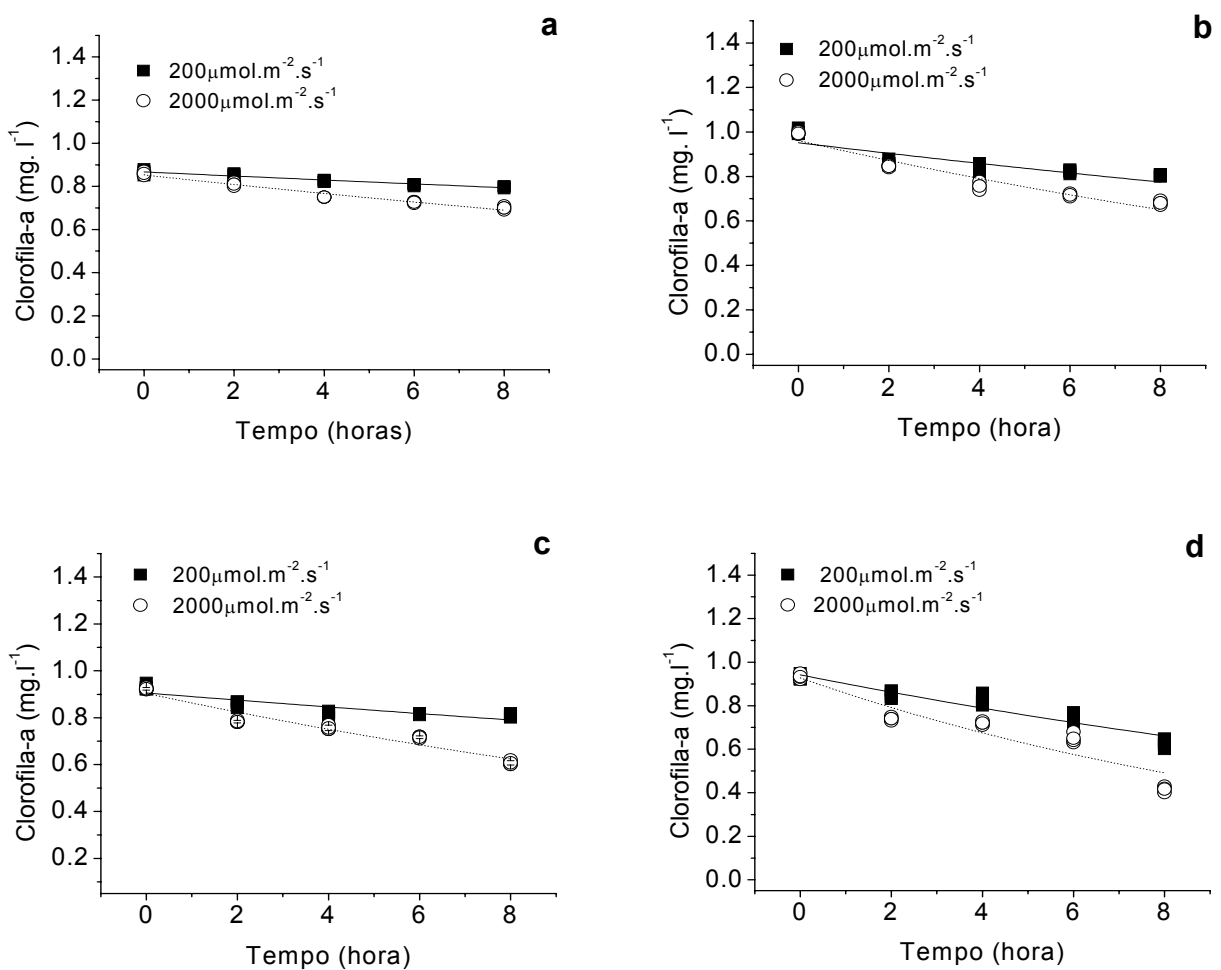 a
200μmol.m⁻².s⁻¹
2000μmol.m⁻².s⁻¹
Clorofila-a (mg. l⁻¹)
1.4
1.2
1.0
0.8
0.6
0.4
0.2
0.0
0 2 4 6 8
Tempo (horas)
b
200μmol.m⁻².s⁻¹
2000μmol.m⁻².s⁻¹
Clorofila-a (mg. l⁻¹)
1.4
1.2
1.0
0.8
0.6
0.4
0.2
0.0
0 2 4 6 8
Tempo (hora)
c
200μmol.m⁻².s⁻¹
2000μmol.m⁻².s⁻¹
Clorofila-a (mg.l⁻¹)
1.4
1.2
1.0
0.8
0.6
0.4
0.2
0 2 4 6 8
Tempo (hora)
d
200μmol.m⁻².s⁻¹
2000μmol.m⁻².s⁻¹
Clorofila-a (mg.l⁻¹)
1.4
1.2
1.0
0.8
0.6
0.4
0.2
0.0
0 2 4 6 8
Tempo (hora)